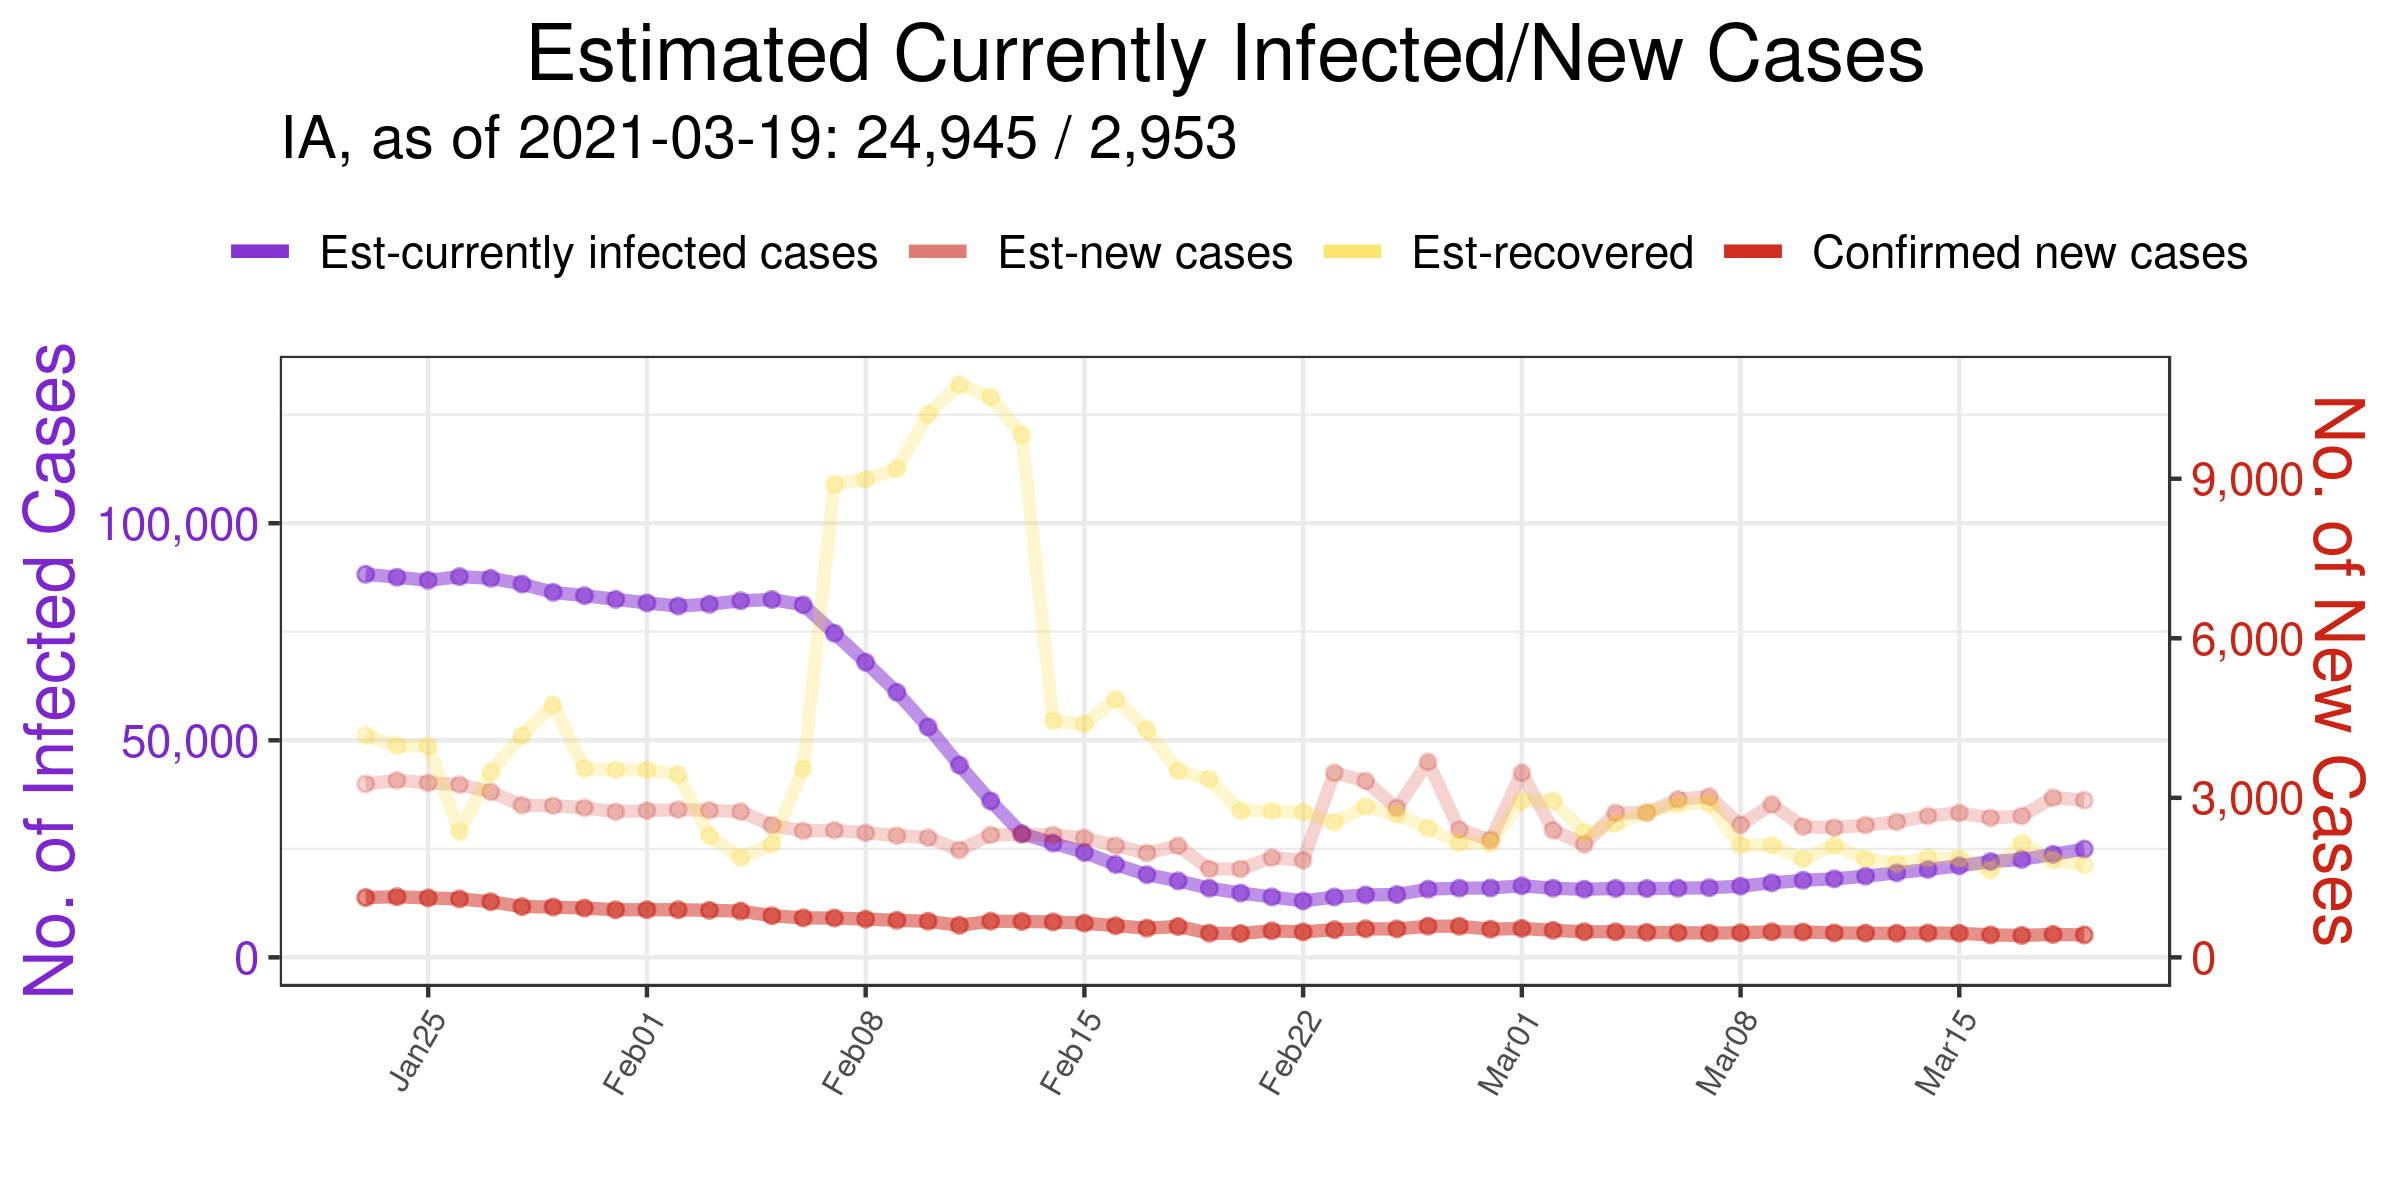 Estimated Currently Infected/New Cases
IA, as of 2021-03-19: 24,945 / 2,953
Est-currently infected cases Est-new cases Est-recovered Confirmed new cases
No. of Infected Cases
100,000
50,000
0
9,000
6,000
3,000
0
No. of New Cases
Jan25 Feb01 Feb08 Feb15 Feb22 Mar01 Mar08 Mar15